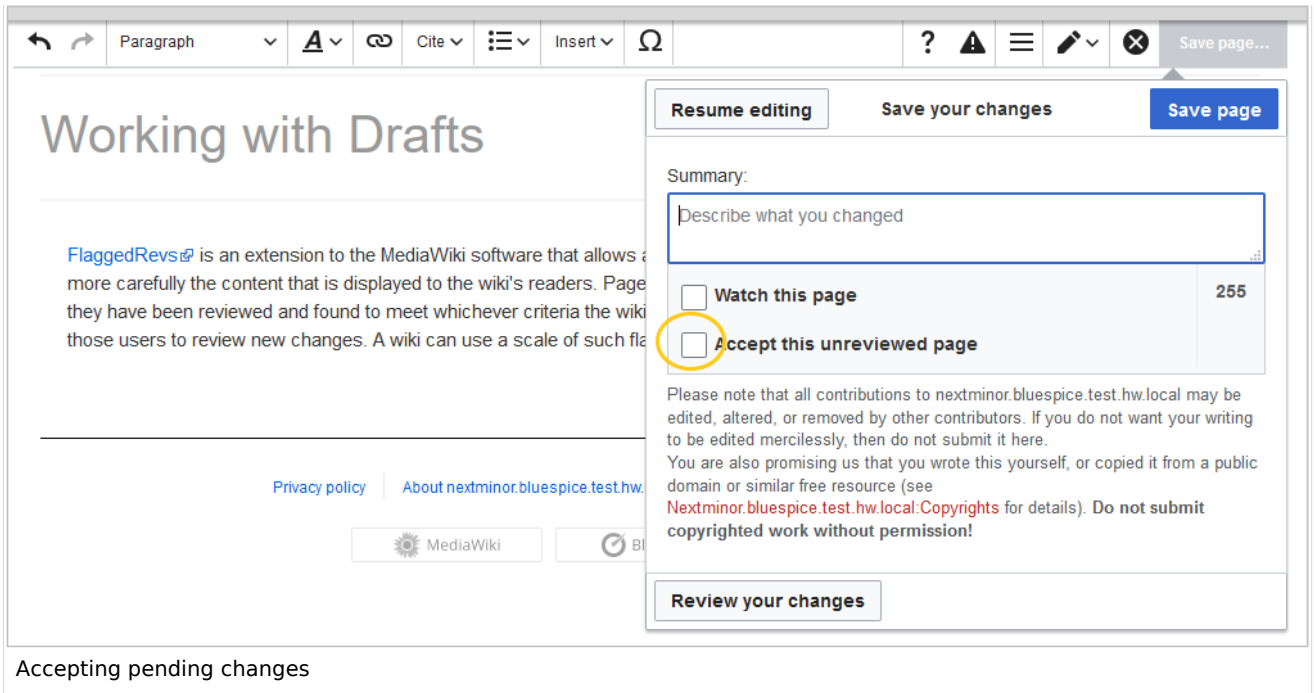 Paragraph A Cite Insert Ω ? Save page...
Resume editing Save your changes Save page
Working with Drafts
Summary:
Describe what you changed
FlaggedRevs is an extension to the MediaWiki software that allows
more carefully the content that is displayed to the wiki's readers. Page
they have been reviewed and found to meet whichever criteria the wiki
those users to review new changes. A wiki can use a scale of such
Watch this page 255
Accept this unreviewed page
Please note that all contributions to nextminor.bluespice.test.hw.local may be
edited, altered, or removed by other contributors. If you do not want your writing
to be edited mercilessly, then do not submit it here.
You are also promising us that you wrote this yourself, or copied it from a public
domain or similar free resource (see
Nextminor.bluespice.test.hw.local:Copyrights for details). Do not submit
copyrighted work without permission!
Privacy policy About nextminor.bluespice.test.hw.
MediaWiki
Review your changes
Accepting pending changes